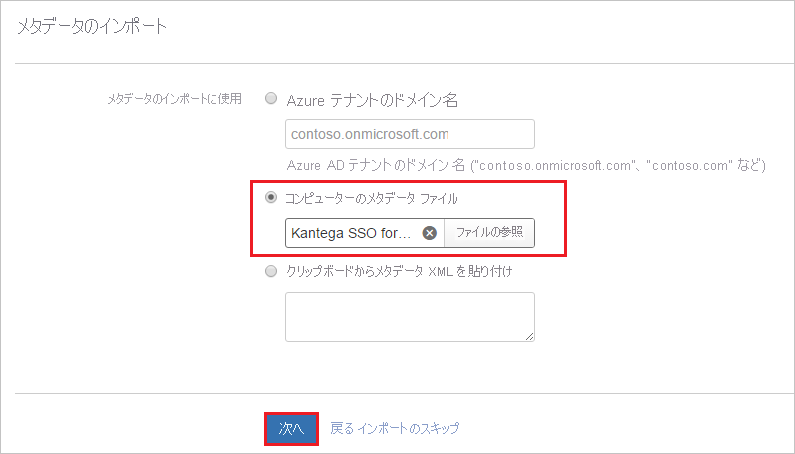 メタデータのインポート
メタデータのインポートに使用
Azure テナントのドメイン名
contoso.onmicrosoft.com
Azure AD テナントのドメイン名 ("contoso.onmicrosoft.com"、"contoso.com" など)
コンピューターのメタデータ ファイル
Kantega SSO for... ファイルの参照
クリップボードからメタデータ XML を貼り付け
次へ 戻る インポートのスキップ